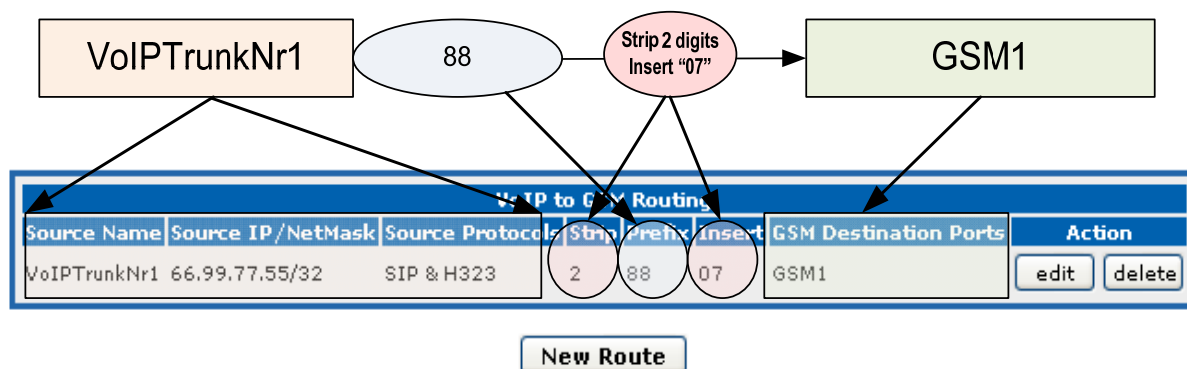 VoIPTrunkNr1 88 Strip 2 digits GSM1
Insert "07"
VoIP to GSM Routing
Source Name Source IP/NetMask Source Protocols Strip Prefix Insert GSM Destination Ports Action
VoIPTrunkNr1 66.99.77.55/32 SIP & H323 2 88 07 GSM1 edit delete
New Route